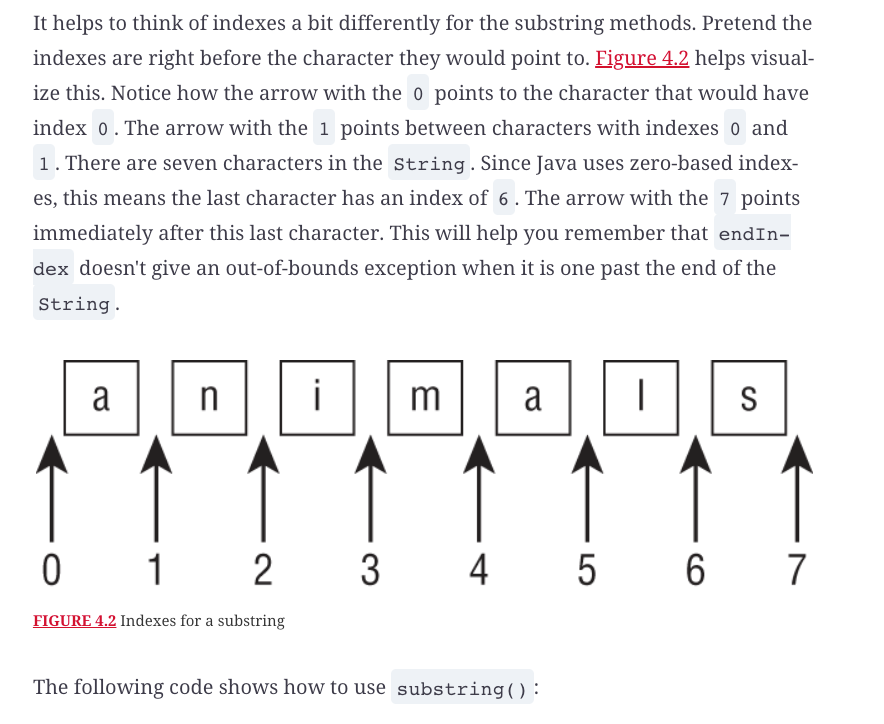 It helps to think of indexes a bit differently for the substring methods. Pretend the
indexes are right before the character they would point to. Figure 4.2 helps visual-
ize this. Notice how the arrow with the 0 points to the character that would have
index 0. The arrow with the 1 points between characters with indexes 0 and
1. There are seven characters in the String. Since Java uses zero-based index-
es, this means the last character has an index of 6. The arrow with the 7 points
immediately after this last character. This will help you remember that endIn-
dex doesn't give an out-of-bounds exception when it is one past the end of the
String.
a n i m a l s
0 1 2 3 4 5 6 7
FIGURE 4.2 Indexes for a substring
The following code shows how to use substring():